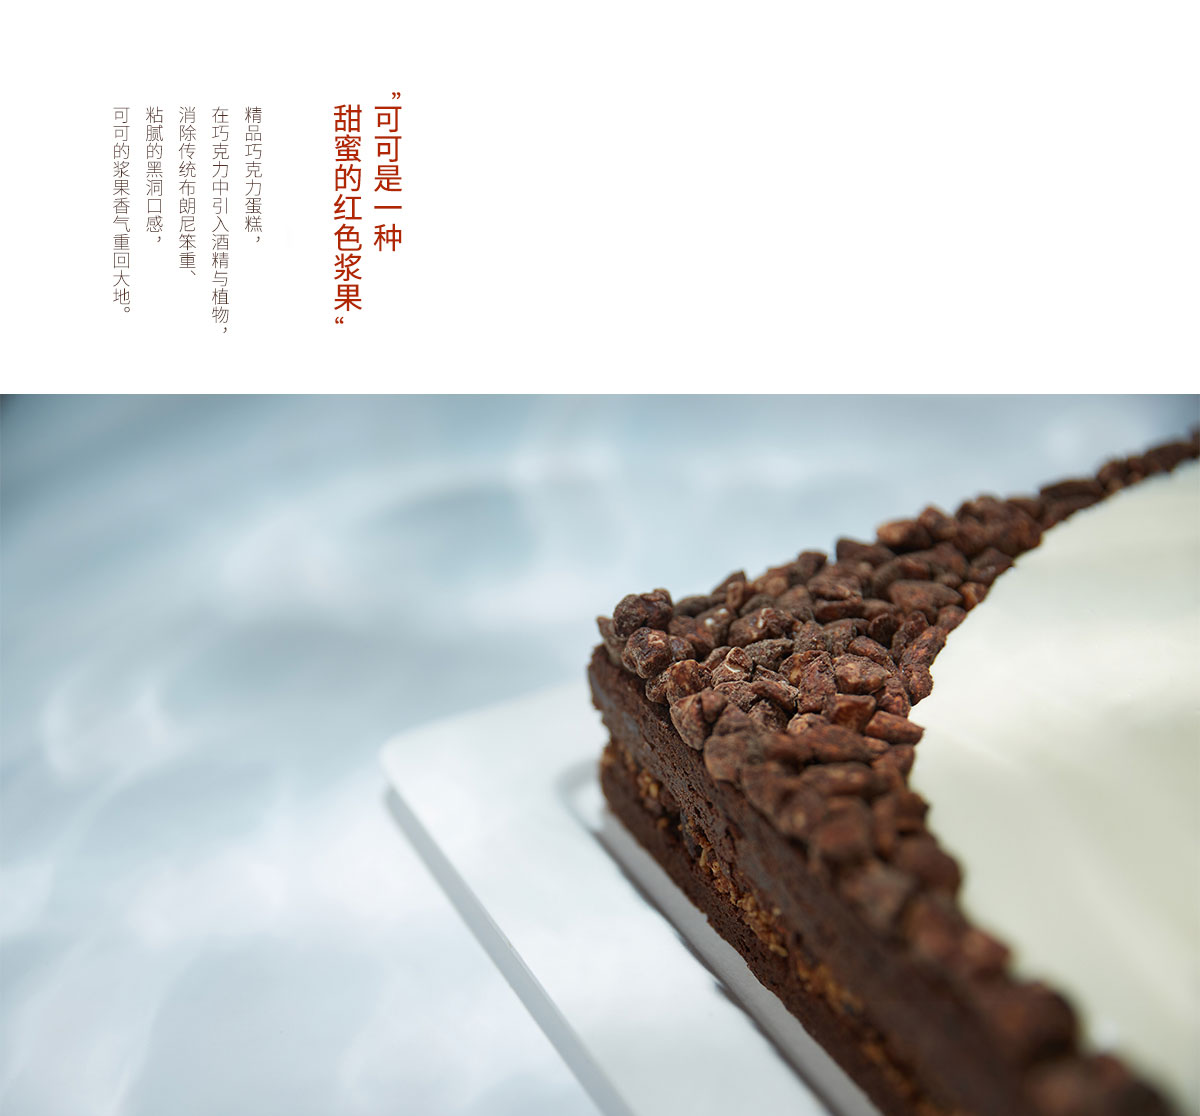 ”可可是一种
甜蜜的红色浆果“
精品巧克力蛋糕，
在巧克力中引入酒精与植物，
消除传统布朗尼笨重、
粘腻的黑洞口感，
可可的浆果香气重回大地。